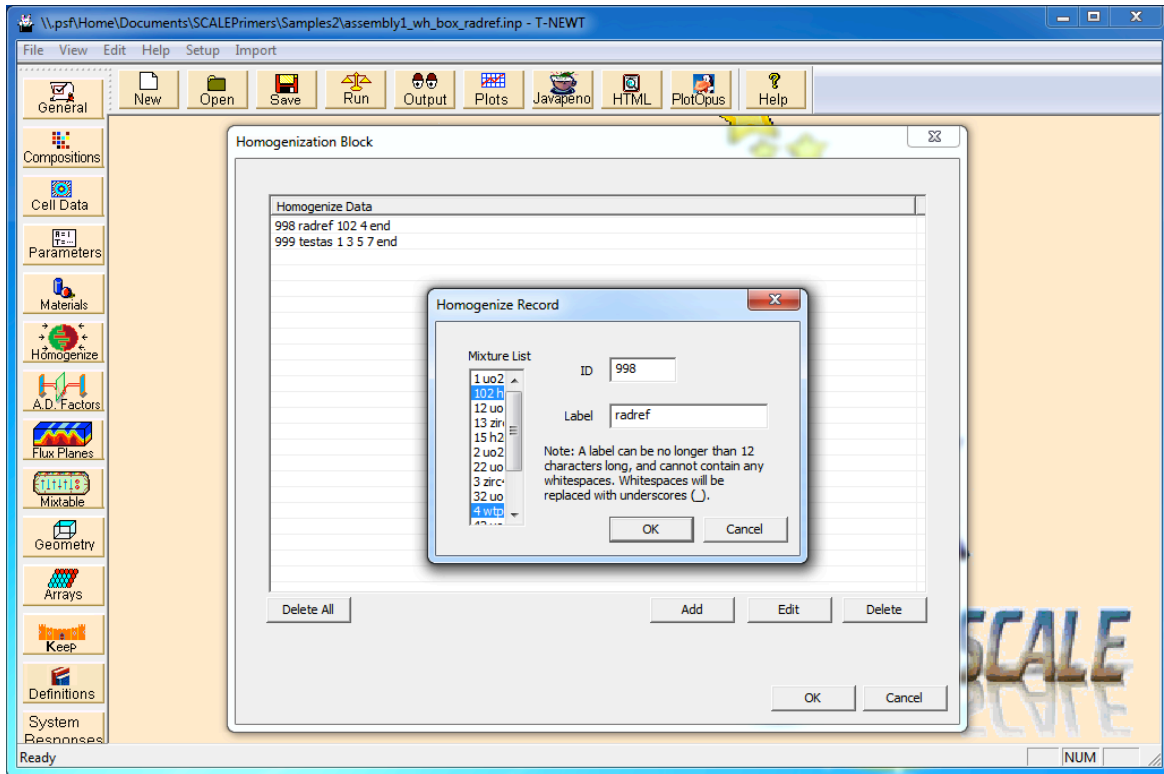 \\.psf\Home\Documents\SCALEPrimers\Samples2\assembly1_wh_box_radref.inp - T-NEWT
File View Edit Help Setup Import
General
New Open Save Run Output Plots Javapeno HTML PlotOpus Help
Compositions
Cell Data
Parameters
Materials
Homogenize
A.D. Factors
Flux Planes
Mixtable
Geometry
Arrays
Keep
Definitions
System
Responses
Homogenization Block
Homogenize Data
998 radref 102 4 end
999 testas 1 3 5 7 end
Homogenize Record
Mixture List
1 uo2
102 h
12 uo
13 zir
15 h2
2 uo2
22 uo
3 zirc
32 uo
4 wtp
ID 998
Label radref
Note: A label can be no longer than 12
characters long, and cannot contain any
whitespaces. Whitespaces will be
replaced with underscores (_).
OK Cancel
Delete All Add Edit Delete
OK Cancel
SCALE
Ready NUM